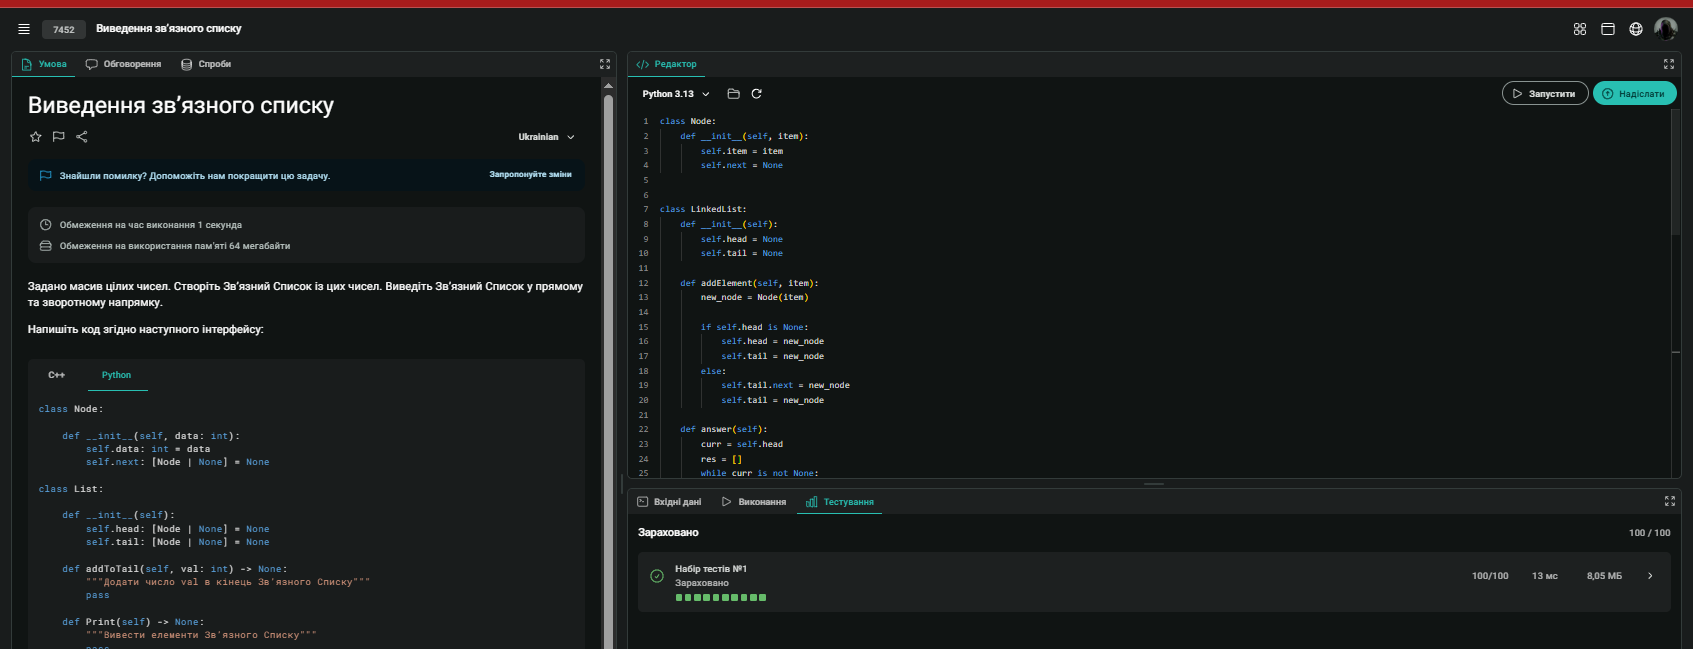 7452 Виведення зв'язного списку
Умова Обговорення Спроби
Виведення зв’язного списку
Ukrainian
Знайшли помилку? Допоможіть нам покращити цю задачу. Запропонуйте зміни
Обмеження на час виконання 1 секунда
Обмеження на використання пам'яті 64 мегабайти
Задано масив цілих чисел. Створіть Зв'язний Список із цих чисел. Виведіть Зв'язний Список у прямому
та зворотному напрямку.
Напишіть код згідно наступного інтерфейсу:
C++ Python
class Node:
def __init__(self, data: int):
self.data: int = data
self.next: [Node | None] = None
class List:
def __init__(self):
self.head: [Node | None] = None
self.tail: [Node | None] = None
def addToTail(self, val: int) -> None:
"""Додати число val в кінець Зв'язного Списку"""
pass
def Print(self) -> None:
"""Вивести елементи Зв'язного Списку"""
pass
Редактор
Python 3.13 Запустити Надіслати
1 class Node:
2 def __init__(self, item):
3 self.item = item
4 self.next = None
5
6
7 class LinkedList:
8 def __init__(self):
9 self.head = None
10 self.tail = None
11
12 def addElement(self, item):
13 new_node = Node(item)
14
15 if self.head is None:
16 self.head = new_node
17 self.tail = new_node
18 else:
19 self.tail.next = new_node
20 self.tail = new_node
21
22 def answer(self):
23 curr = self.head
24 res = []
25 while curr is not None:
Вхідні дані Виконання Тестування
Зараховано 100 / 100
Набір тестів №1
Зараховано
100/100 13 мс 8,05 МБ